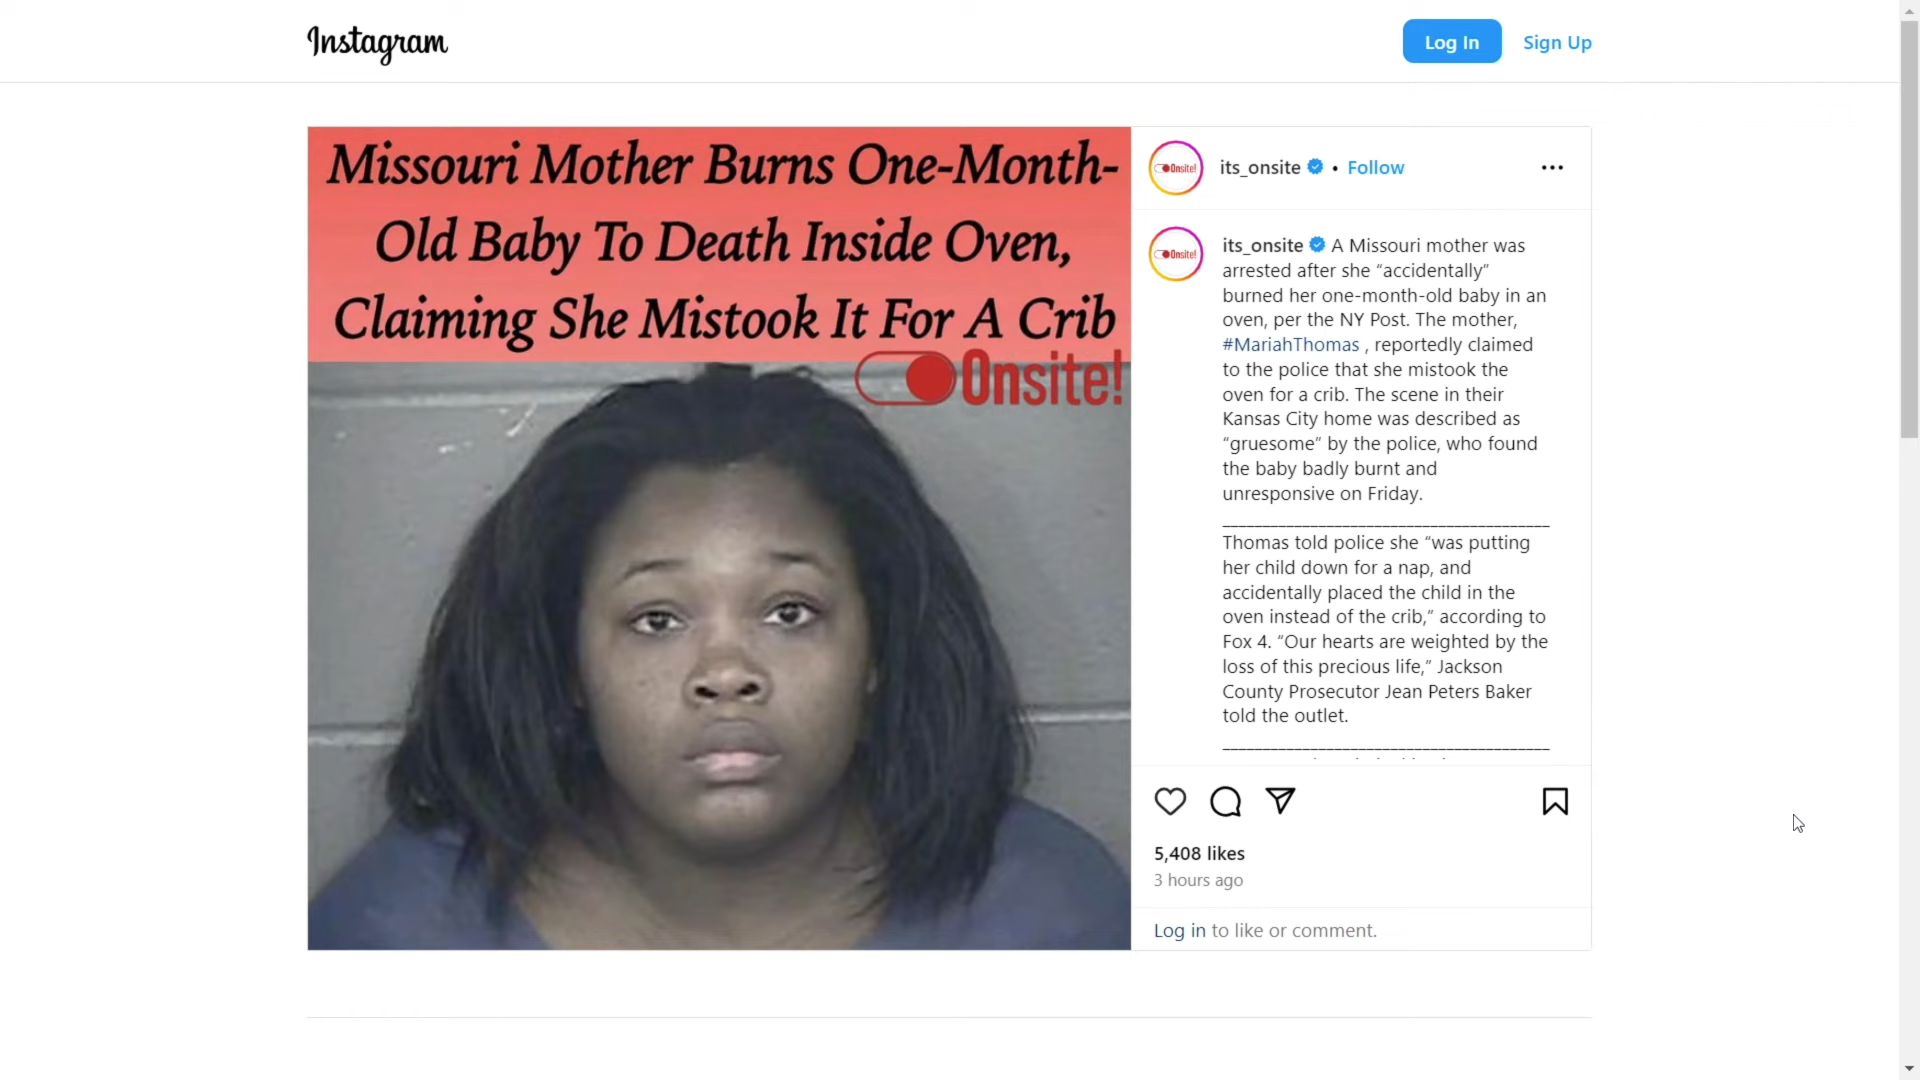 Instagram
Log In
Sign Up
Missouri Mother Burns One-Month-
Old Baby To Death Inside Oven,
Claiming She Mistook It For A Crib
Onsite!
Onsite!
its_onsite • Follow
Onsite!
its_onsite A Missouri mother was
arrested after she “accidentally”
burned her one-month-old baby in an
oven, per the NY Post. The mother,
#MariahThomas , reportedly claimed
to the police that she mistook the
oven for a crib. The scene in their
Kansas City home was described as
“gruesome” by the police, who found
the baby badly burnt and
unresponsive on Friday.
Thomas told police she “was putting
her child down for a nap, and
accidentally placed the child in the
oven instead of the crib,” according to
Fox 4. “Our hearts are weighted by the
loss of this precious life,” Jackson
County Prosecutor Jean Peters Baker
told the outlet.
5,408 likes
3 hours ago
Log in to like or comment.